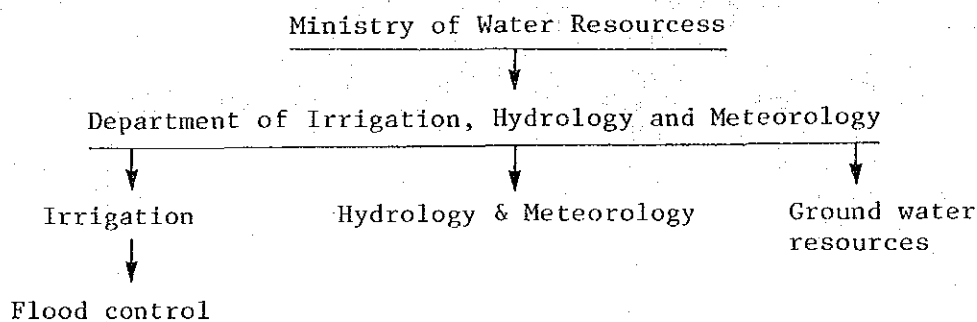 Ministry of Water Resourcess
Department of Irrigation, Hydrology and Meteorology
Irrigation
Hydrology & Meteorology
Ground water
resources
Flood control